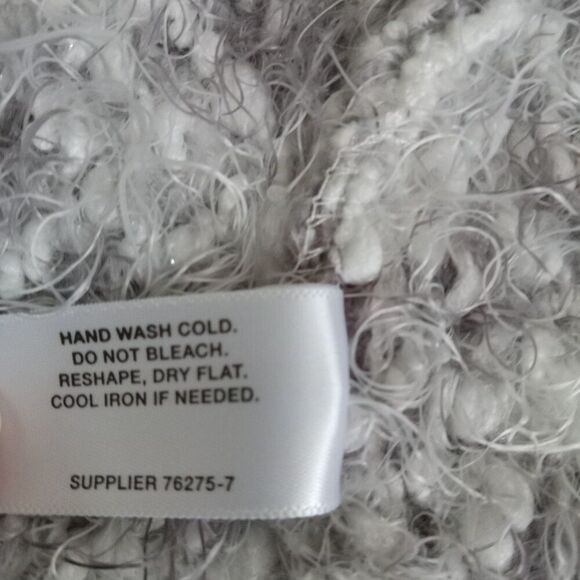 HAND WASH COLD.
DO NOT BLEACH.
RESHAPE, DRY FLAT.
COOL IRON IF NEEDED.
SUPPLIER 76275-7